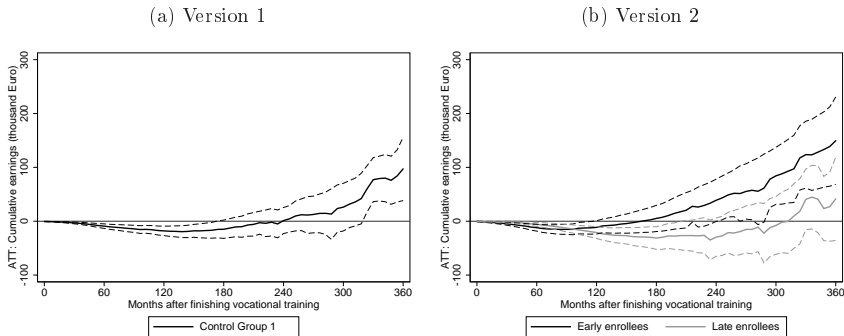 (a) Version 1
(b) Version 2
ATT: Cumulative earnings (thousand Euro)
300
200
100
0
-100
0 60 120 180 240 300 360
Months after finishing vocational training
Control Group 1
ATT: Cumulative earnings (thousand Euro)
300
200
100
0
-100
0 60 120 180 240 300 360
Months after finishing vocational training
Early enrollees Late enrollees